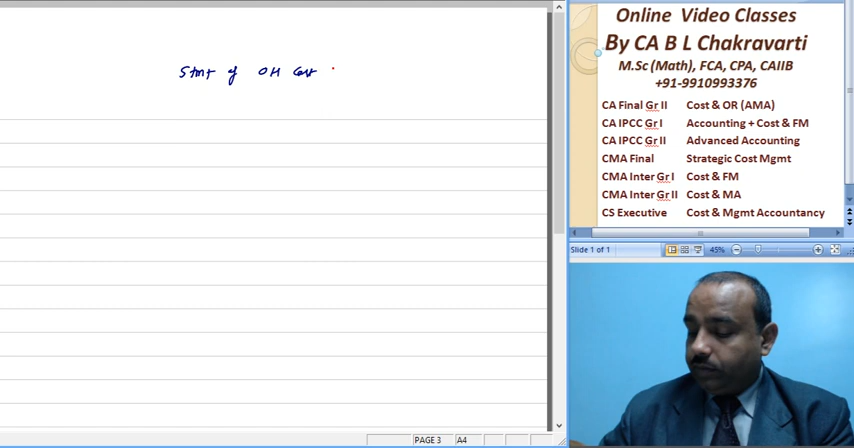 Stmt of OH Cost
Online Video Classes
By CA B L Chakravarti
M.Sc (Math), FCA, CPA, CAIIB
+91-9910993376
CA Final Gr II Cost & OR (AMA)
CA IPCC Gr I Accounting + Cost & FM
CA IPCC Gr II Advanced Accounting
CMA Final Strategic Cost Mgmt
CMA Inter Gr I Cost & FM
CMA Inter Gr II Cost & MA
CS Executive Cost & Mgmt Accountancy
Slide 1 of 1 45%
PAGE 3 A4